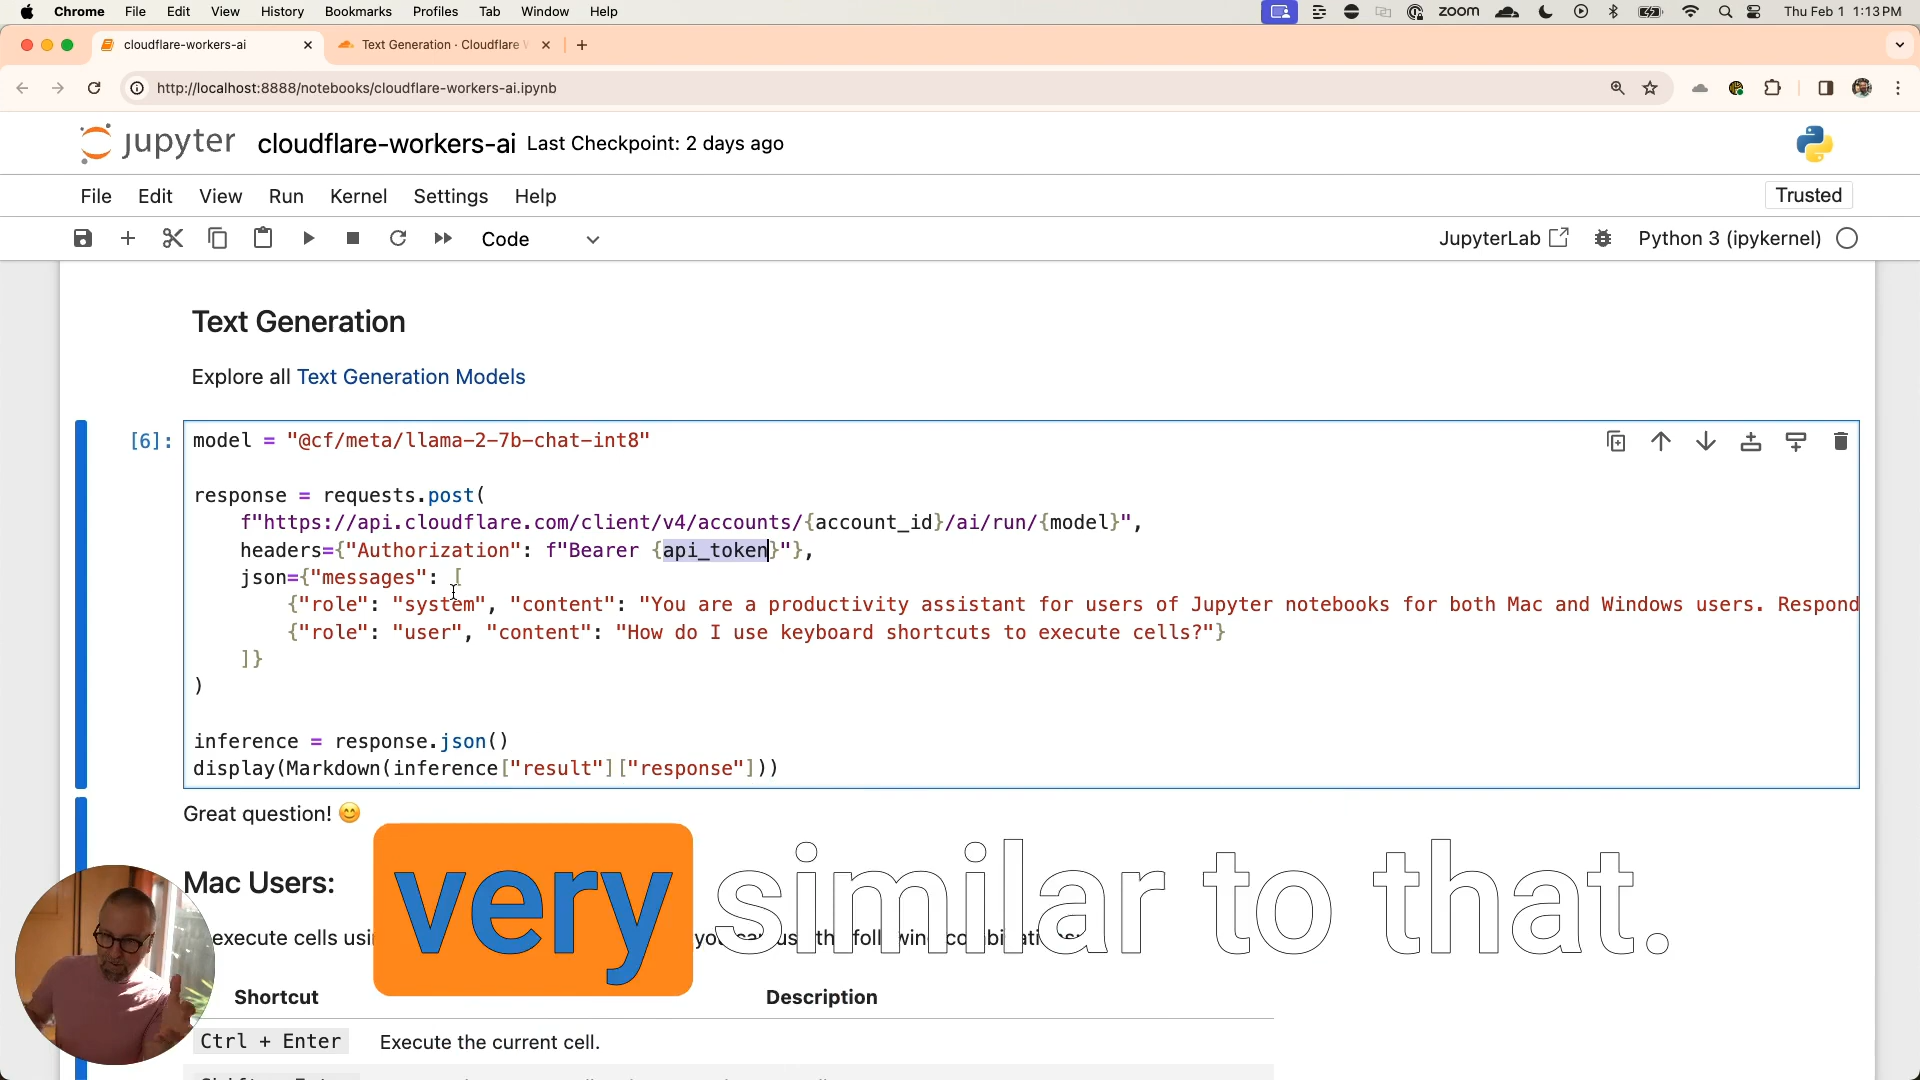 Chrome File Edit View History Bookmarks Profiles Tab Window Help zoom Thu Feb 1 1:13 PM
cloudflare-workers-ai Text Generation · Cloudflare
http://localhost:8888/notebooks/cloudflare-workers-ai.ipynb
jupyter cloudflare-workers-ai Last Checkpoint: 2 days ago
File Edit View Run Kernel Settings Help Trusted
Code JupyterLab Python 3 (ipykernel)
Text Generation
Explore all Text Generation Models
[6]: model = "@cf/meta/llama-2-7b-chat-int8"
response = requests.post(
f"https://api.cloudflare.com/client/v4/accounts/{account_id}/ai/run/{model}",
headers={"Authorization": f"Bearer {api_token}"},
json={"messages": [
{"role": "system", "content": "You are a productivity assistant for users of Jupyter notebooks for both Mac and Windows users. Respond
{"role": "user", "content": "How do I use keyboard shortcuts to execute cells?"}
]}
)
inference = response.json()
display(Markdown(inference["result"]["response"]))
Great question! 😊
Mac Users:
very similar to that.
execute cells
Shortcut Description
Ctrl + Enter Execute the current cell.